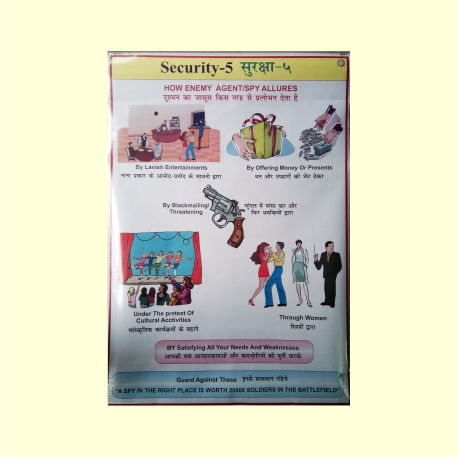 Security-5 सुरक्षा-५
HOW ENEMY AGENT/SPY ALLURES
दुश्मन का जासूस किस तरह से प्रलोभन देता है
By Lavish Entertainments
नाना प्रकार के आमोद-प्रमोद के साधनों द्वारा
By Offering Money Or Presents
धन और उपहारों की भेंट देकर
By Blackmailing/
Threatening
चुंगल में फंसा कर और
फिर धमकियों द्वारा
Under The pretext Of
Cultural Acctivities
सांस्कृतिक कार्यक्रमों के बहाने
Through Women
स्त्रियों द्वारा
BY Satisfying All Your Needs And Weaknesses
आपकी सब आवश्यकताओं और कमजोरियों की पूर्ती करके
Guard Against These इनसे सावधान रहिये
"A SPY IN THE RIGHT PLACE IS WORTH 20000 SOLDIERS IN THE BATTLEFIELD"